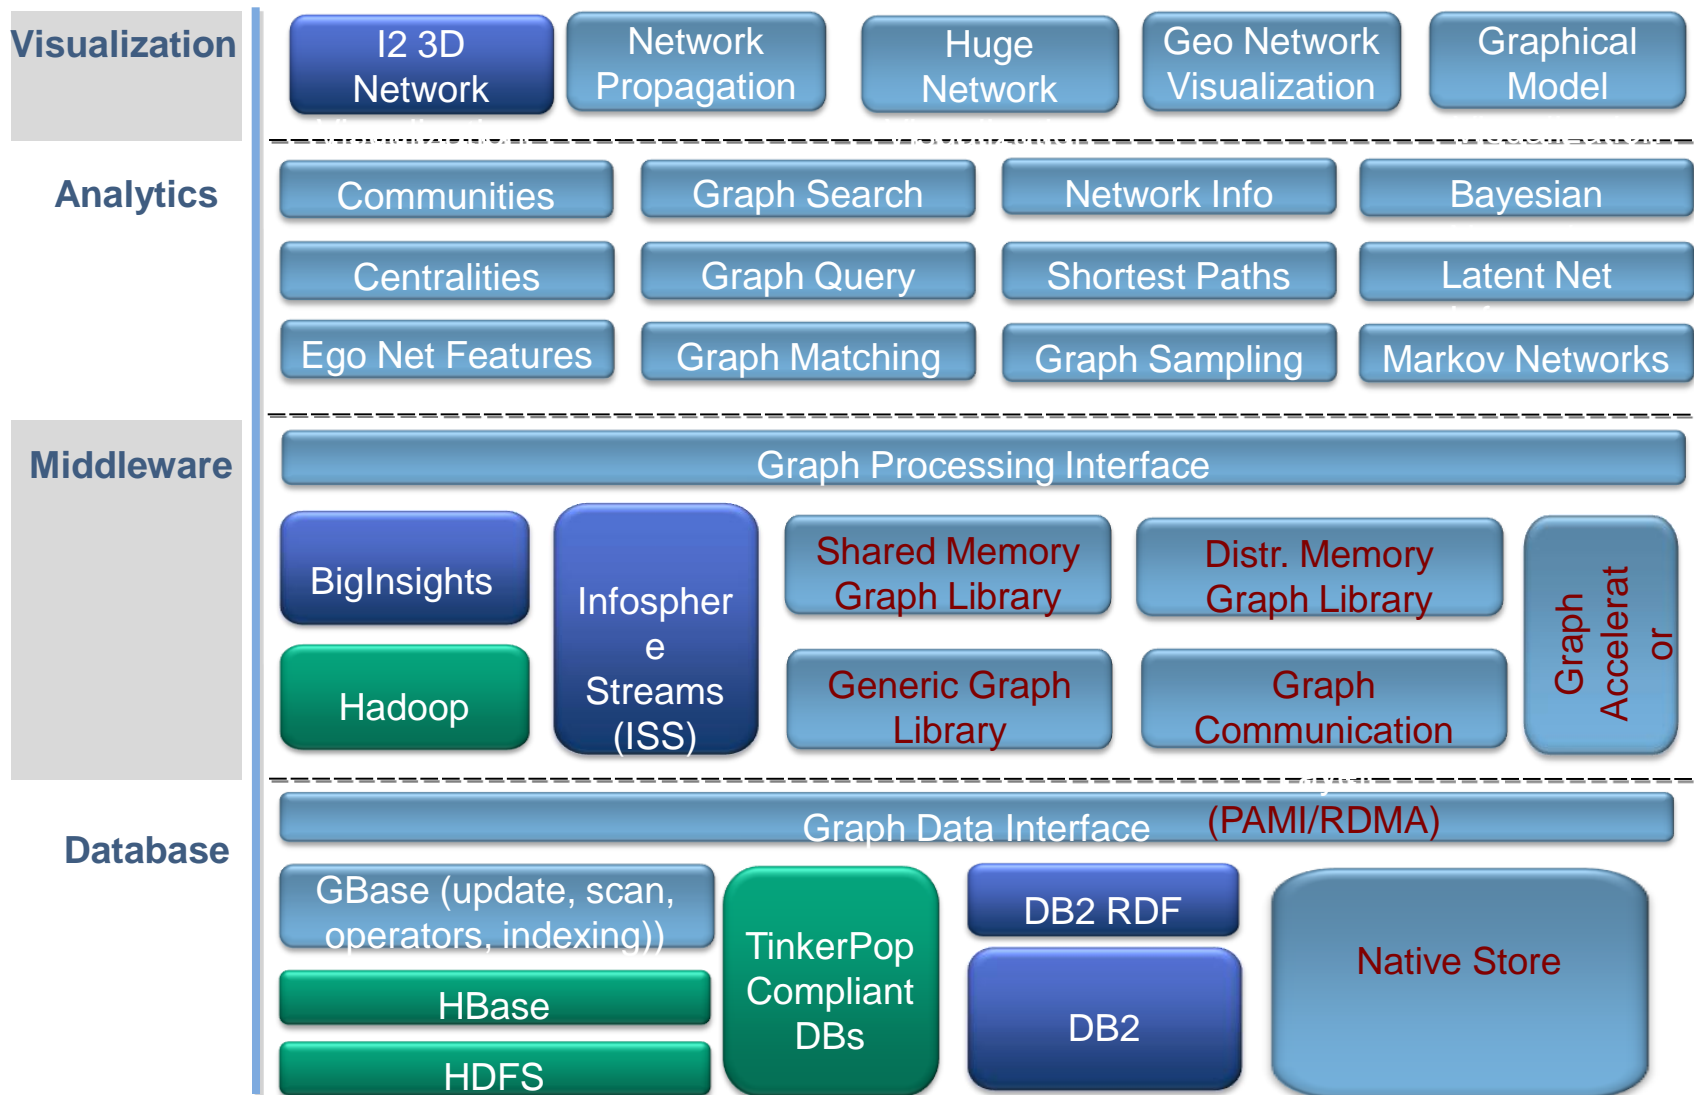 Visualization
I2 3D
Network
Network
Propagation
Huge
Network
Geo Network
Visualization
Graphical
Model
Analytics
Communities
Graph Search
Network Info
Bayesian
Centralities
Graph Query
Shortest Paths
Latent Net
Ego Net Features
Graph Matching
Graph Sampling
Markov Networks
Middleware
Graph Processing Interface
BigInsights
Infospher
e
Streams
(ISS)
Shared Memory
Graph Library
Distr. Memory
Graph Library
Graph
Accelerat
or
Hadoop
Generic Graph
Library
Graph
Communication
(PAMI/RDMA)
Database
Graph Data Interface
GBase (update, scan,
operators, indexing))
TinkerPop
Compliant
DBs
DB2 RDF
Native Store
HBase
DB2
HDFS